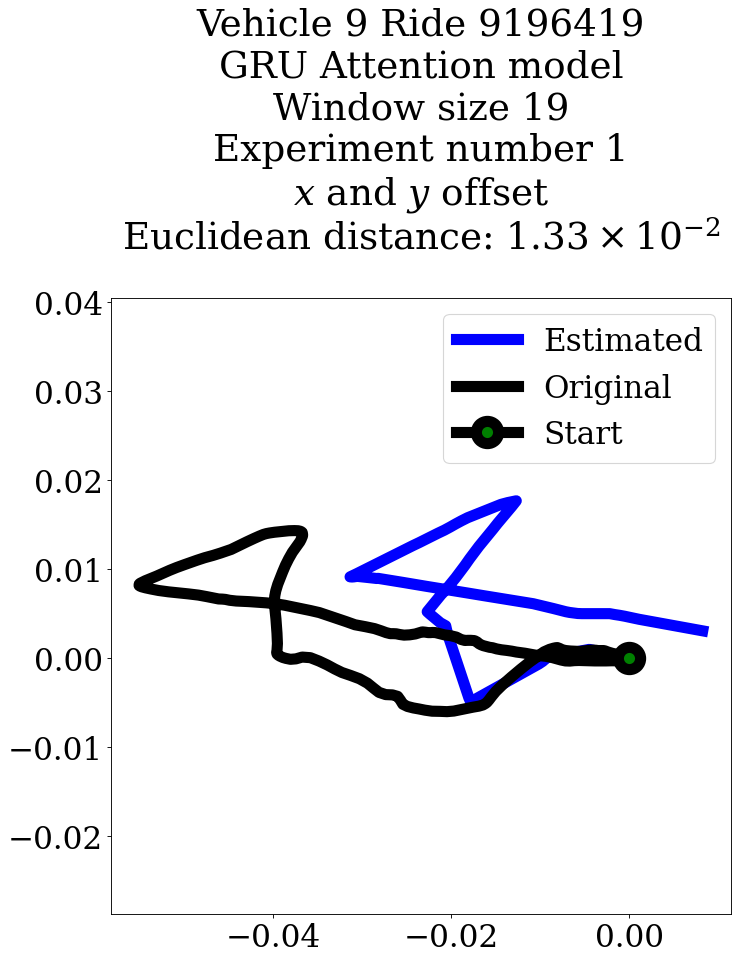 Vehicle 9 Ride 9196419
GRU Attention model
Window size 19
Experiment number 1
x and y offset
Euclidean distance: 1.33 × 10⁻²
0.04
0.03
0.02
0.01
0.00
−0.01
−0.02
Estimated
Original
Start
−0.04
−0.02
0.00